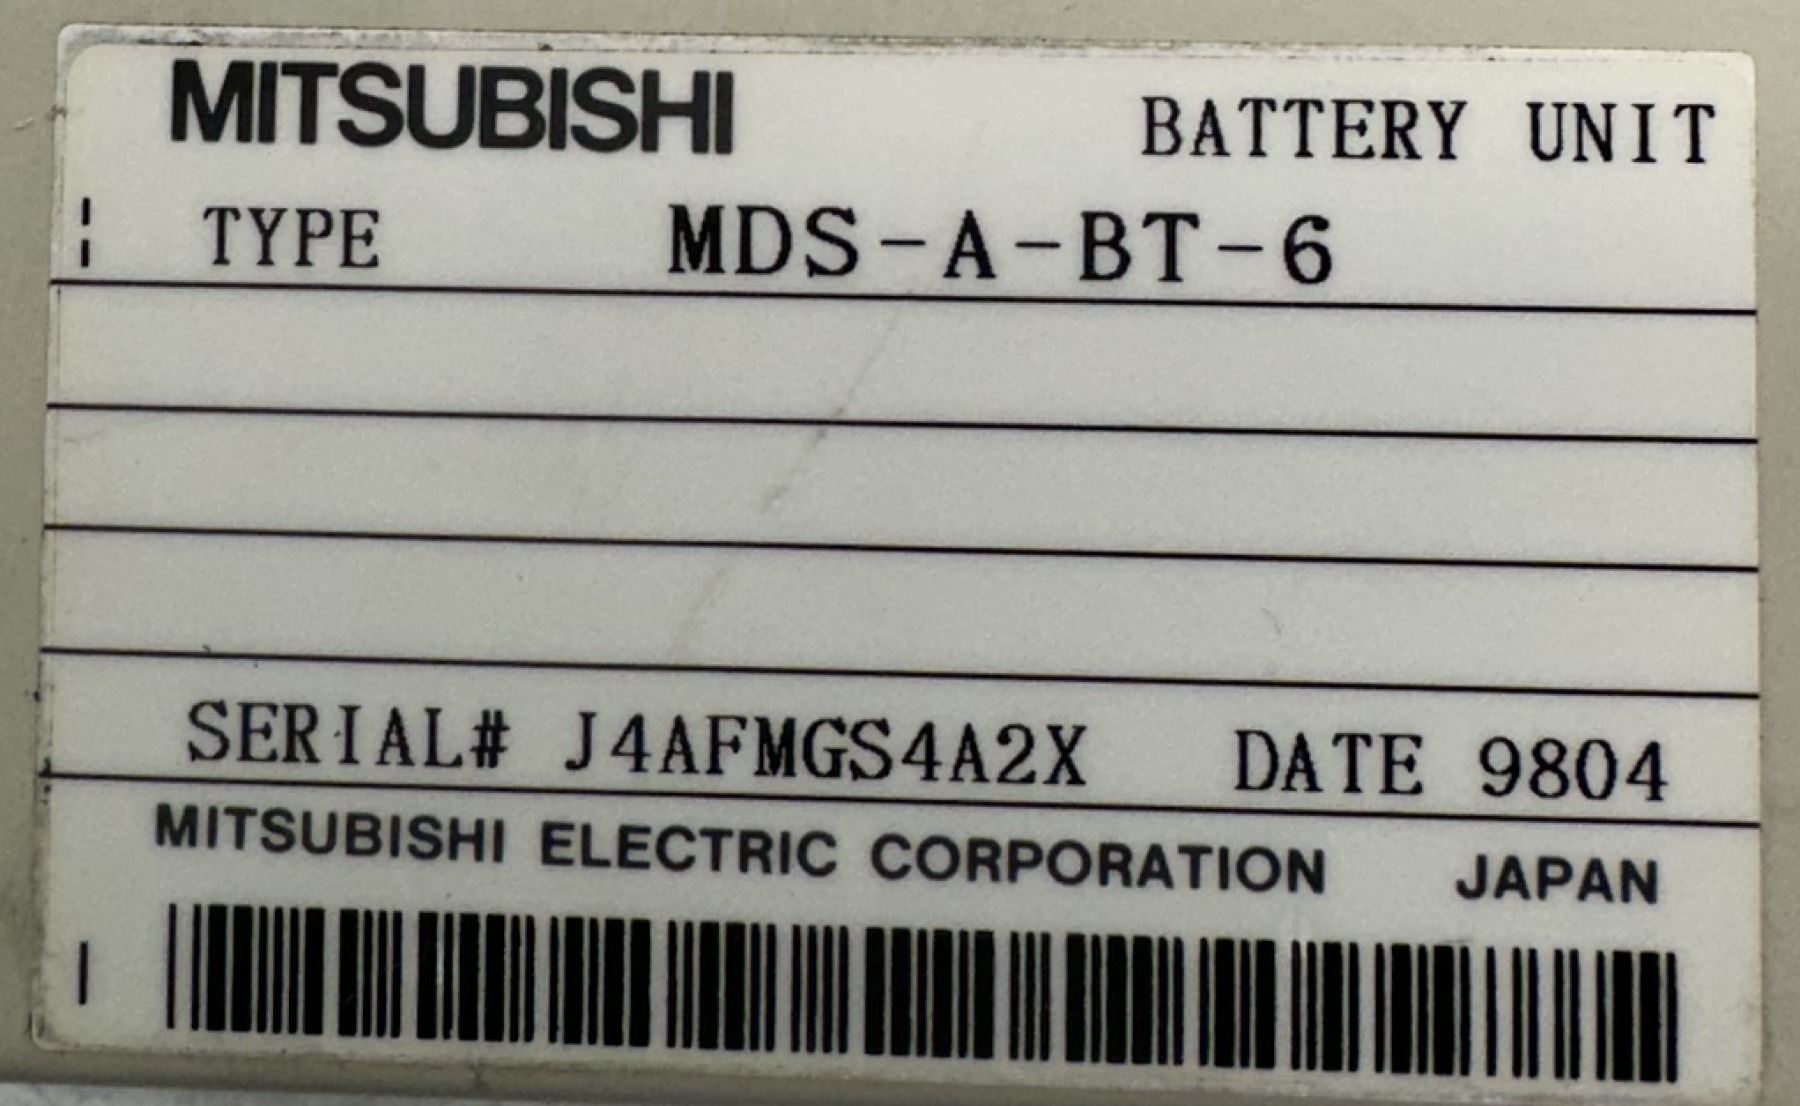 MITSUBISHI BATTERY UNIT
TYPE MDS-A-BT-6
SERIAL# J4AFMGS4A2X DATE 9804
MITSUBISHI ELECTRIC CORPORATION JAPAN